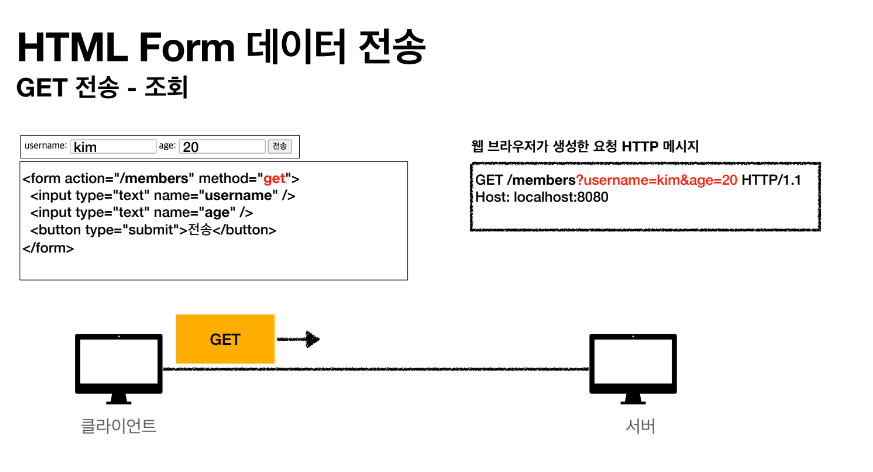 HTML Form 데이터 전송
GET 전송 - 조회
username: kim age: 20 전송
<form action="/members" method="get">
<input type="text" name="username" />
<input type="text" name="age" />
<button type="submit">전송</button>
</form>
웹 브라우저가 생성한 요청 HTTP 메시지
GET /members?username=kim&age=20 HTTP/1.1
Host: localhost:8080
GET
클라이언트
서버